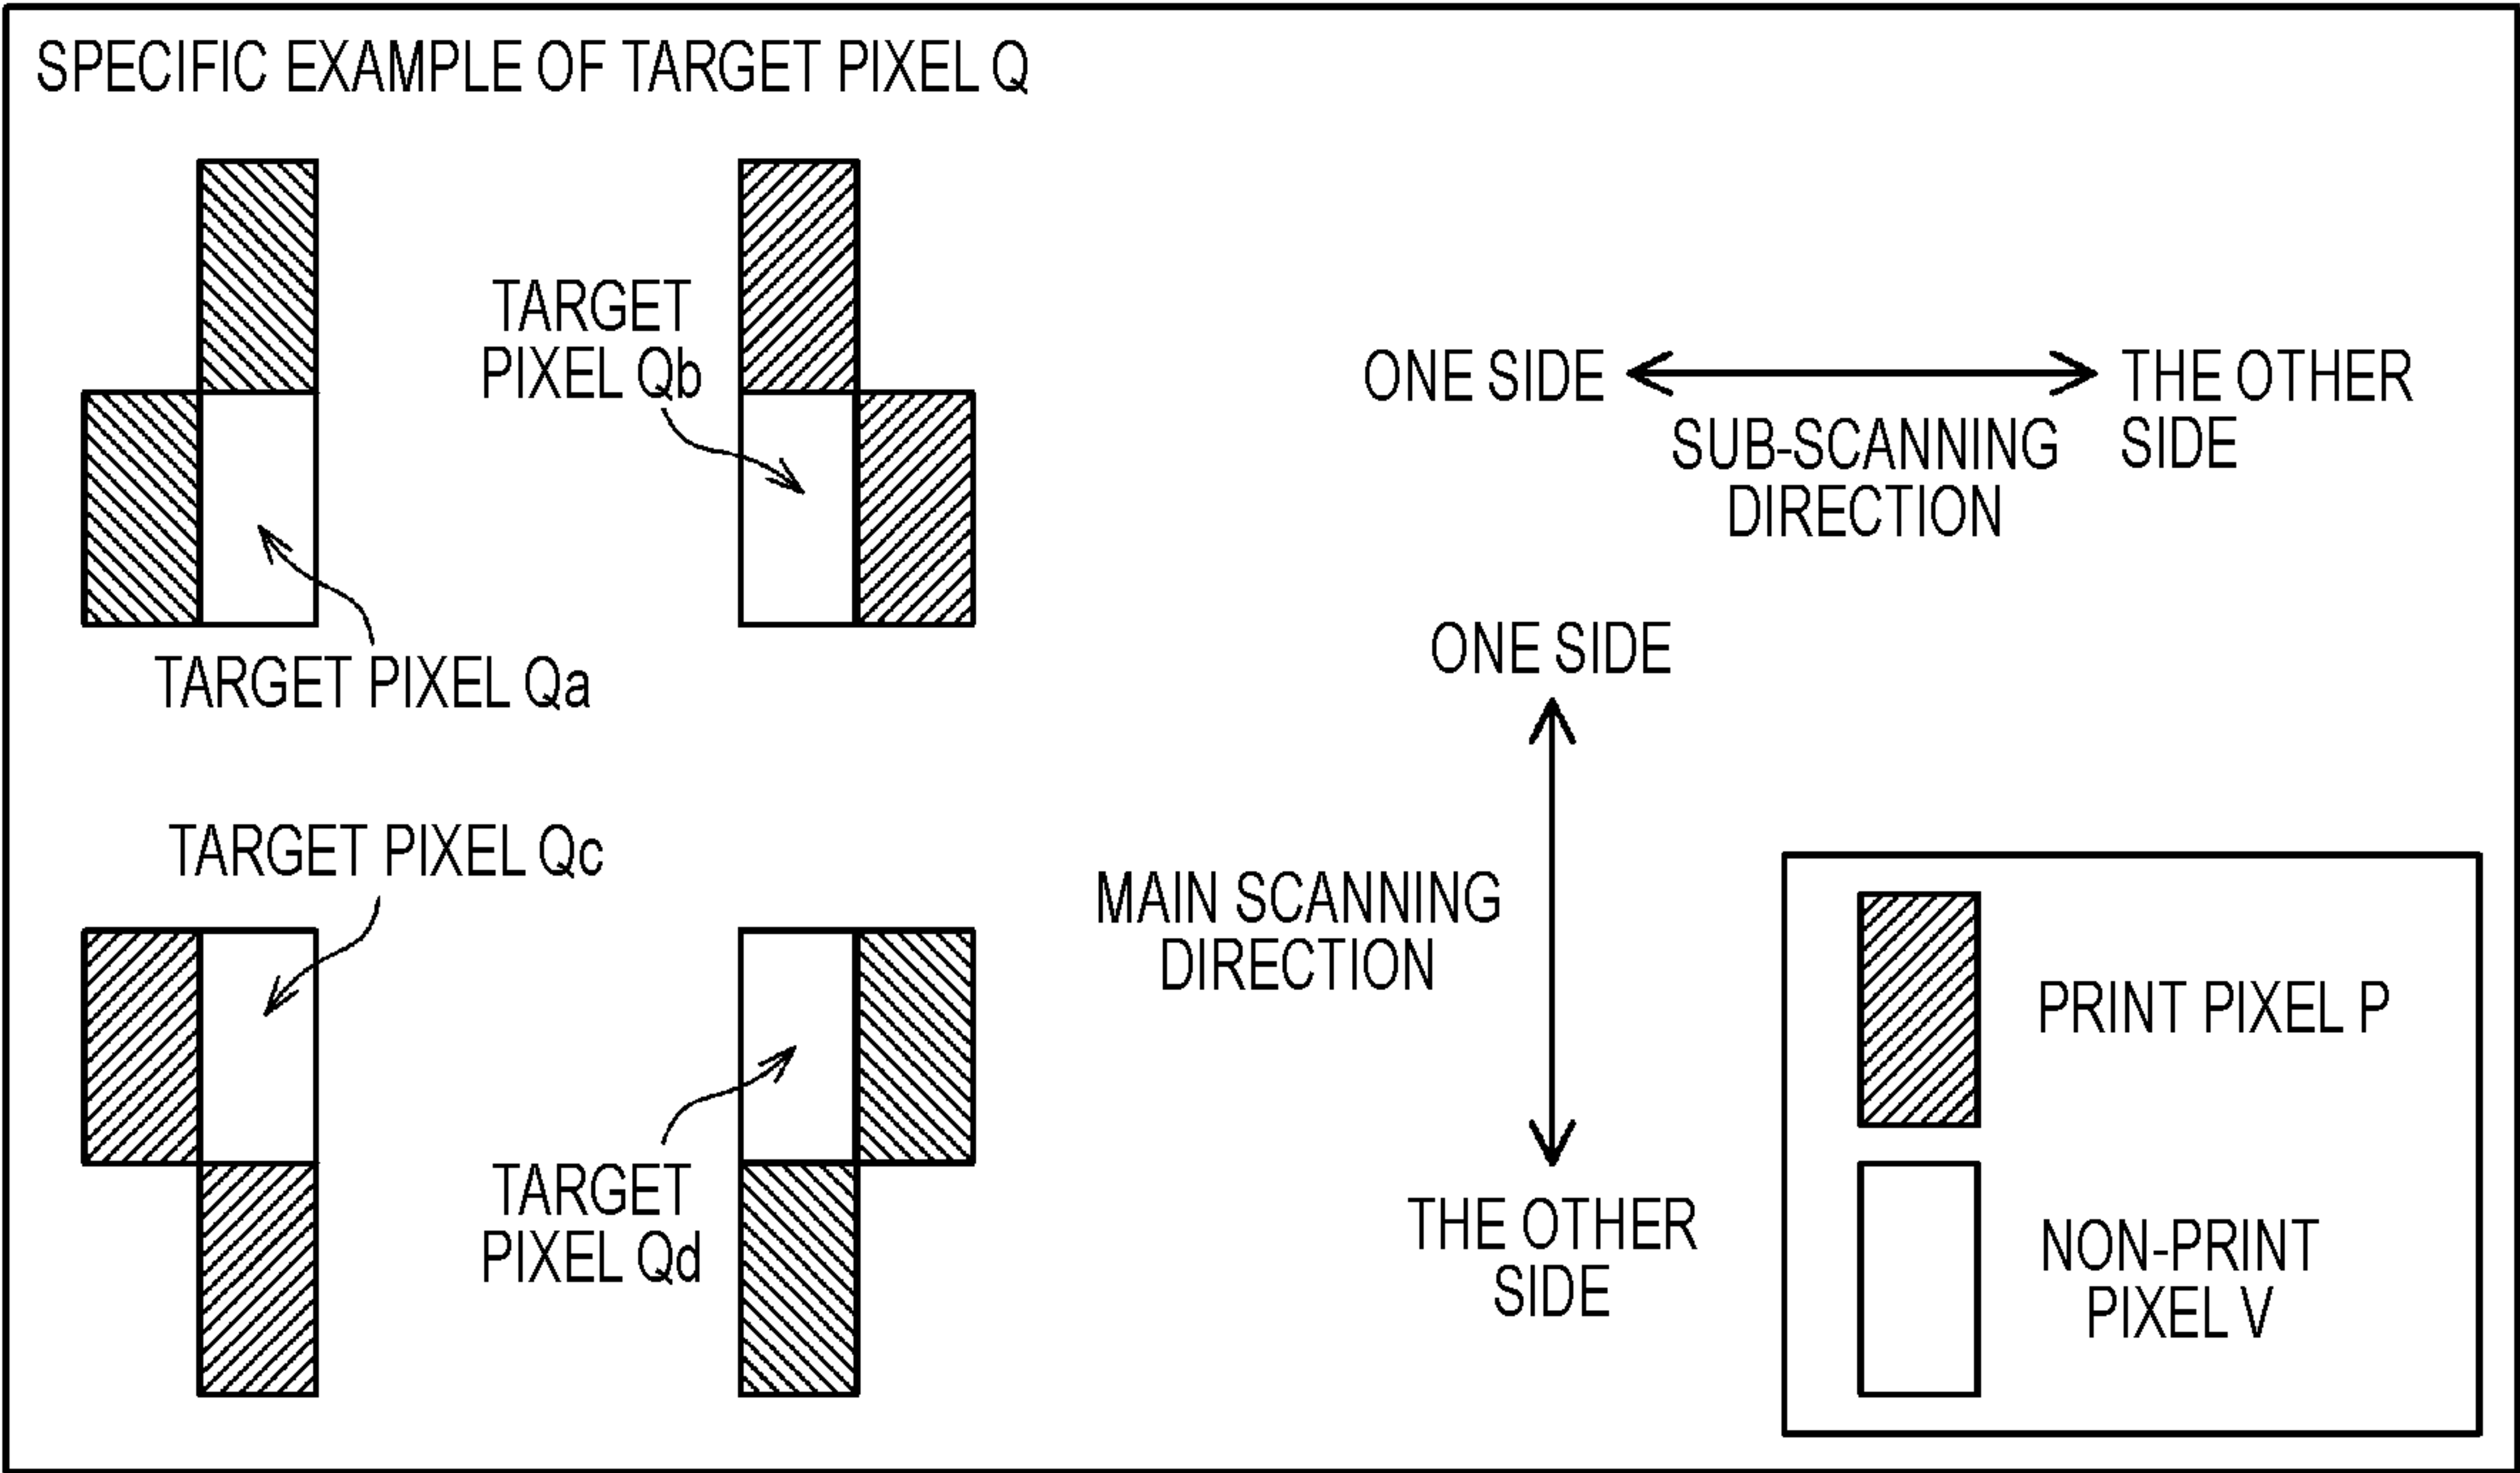 SPECIFIC EXAMPLE OF TARGET PIXEL Q
TARGET
PIXEL Qb
TARGET PIXEL Qa
TARGET PIXEL Qc
TARGET
PIXEL Qd
ONE SIDE
THE OTHER
SIDE
SUB-SCANNING
DIRECTION
ONE SIDE
MAIN SCANNING
DIRECTION
THE OTHER
SIDE
PRINT PIXEL P
NON-PRINT
PIXEL V